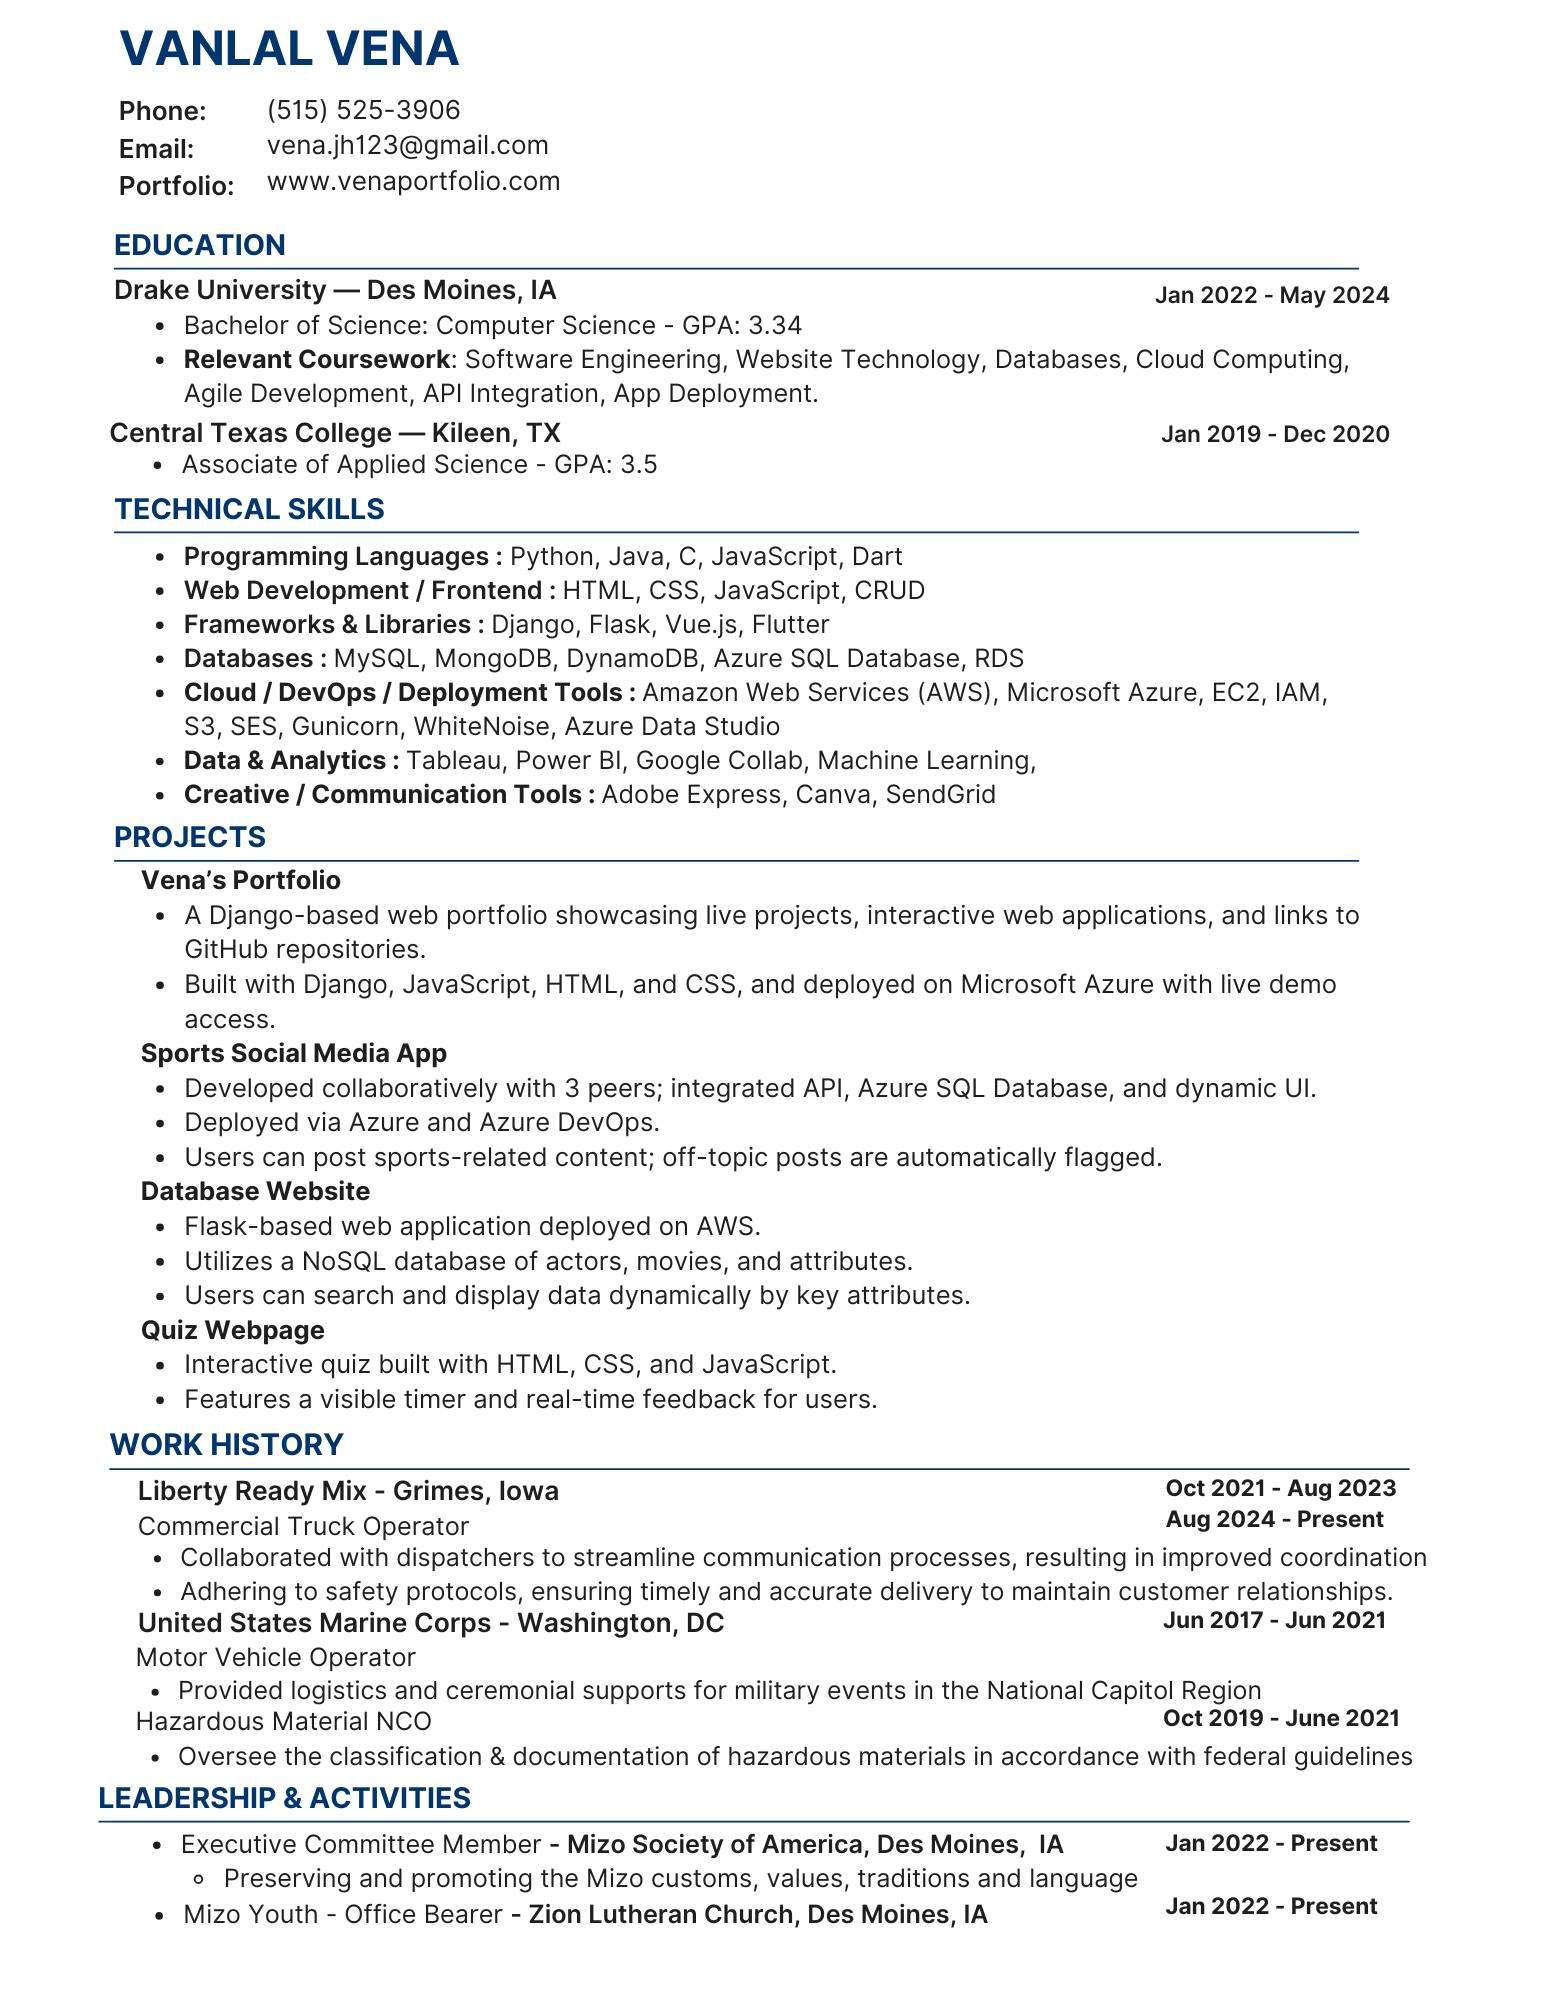 VANLAL VENA
Phone: (515) 525-3906
Email: vena.jh123@gmail.com
Portfolio: www.venaportfolio.com
EDUCATION
Drake University — Des Moines, IA Jan 2022 - May 2024
• Bachelor of Science: Computer Science - GPA: 3.34
• Relevant Coursework: Software Engineering, Website Technology, Databases, Cloud Computing,
Agile Development, API Integration, App Deployment.
Central Texas College — Kileen, TX Jan 2019 - Dec 2020
• Associate of Applied Science - GPA: 3.5
TECHNICAL SKILLS
• Programming Languages : Python, Java, C, JavaScript, Dart
• Web Development / Frontend : HTML, CSS, JavaScript, CRUD
• Frameworks & Libraries : Django, Flask, Vue.js, Flutter
• Databases : MySQL, MongoDB, DynamoDB, Azure SQL Database, RDS
• Cloud / DevOps / Deployment Tools : Amazon Web Services (AWS), Microsoft Azure, EC2, IAM,
S3, SES, Gunicorn, WhiteNoise, Azure Data Studio
• Data & Analytics : Tableau, Power BI, Google Collab, Machine Learning,
• Creative / Communication Tools : Adobe Express, Canva, SendGrid
PROJECTS
Vena’s Portfolio
• A Django-based web portfolio showcasing live projects, interactive web applications, and links to
GitHub repositories.
• Built with Django, JavaScript, HTML, and CSS, and deployed on Microsoft Azure with live demo
access.
Sports Social Media App
• Developed collaboratively with 3 peers; integrated API, Azure SQL Database, and dynamic UI.
• Deployed via Azure and Azure DevOps.
• Users can post sports-related content; off-topic posts are automatically flagged.
Database Website
• Flask-based web application deployed on AWS.
• Utilizes a NoSQL database of actors, movies, and attributes.
• Users can search and display data dynamically by key attributes.
Quiz Webpage
• Interactive quiz built with HTML, CSS, and JavaScript.
• Features a visible timer and real-time feedback for users.
WORK HISTORY
Liberty Ready Mix - Grimes, Iowa Oct 2021 - Aug 2023
Commercial Truck Operator Aug 2024 - Present
• Collaborated with dispatchers to streamline communication processes, resulting in improved coordination
• Adhering to safety protocols, ensuring timely and accurate delivery to maintain customer relationships.
United States Marine Corps - Washington, DC Jun 2017 - Jun 2021
Motor Vehicle Operator
• Provided logistics and ceremonial supports for military events in the National Capitol Region
Hazardous Material NCO Oct 2019 - June 2021
• Oversee the classification & documentation of hazardous materials in accordance with federal guidelines
LEADERSHIP & ACTIVITIES
• Executive Committee Member - Mizo Society of America, Des Moines, IA Jan 2022 - Present
◦ Preserving and promoting the Mizo customs, values, traditions and language
• Mizo Youth - Office Bearer - Zion Lutheran Church, Des Moines, IA Jan 2022 - Present